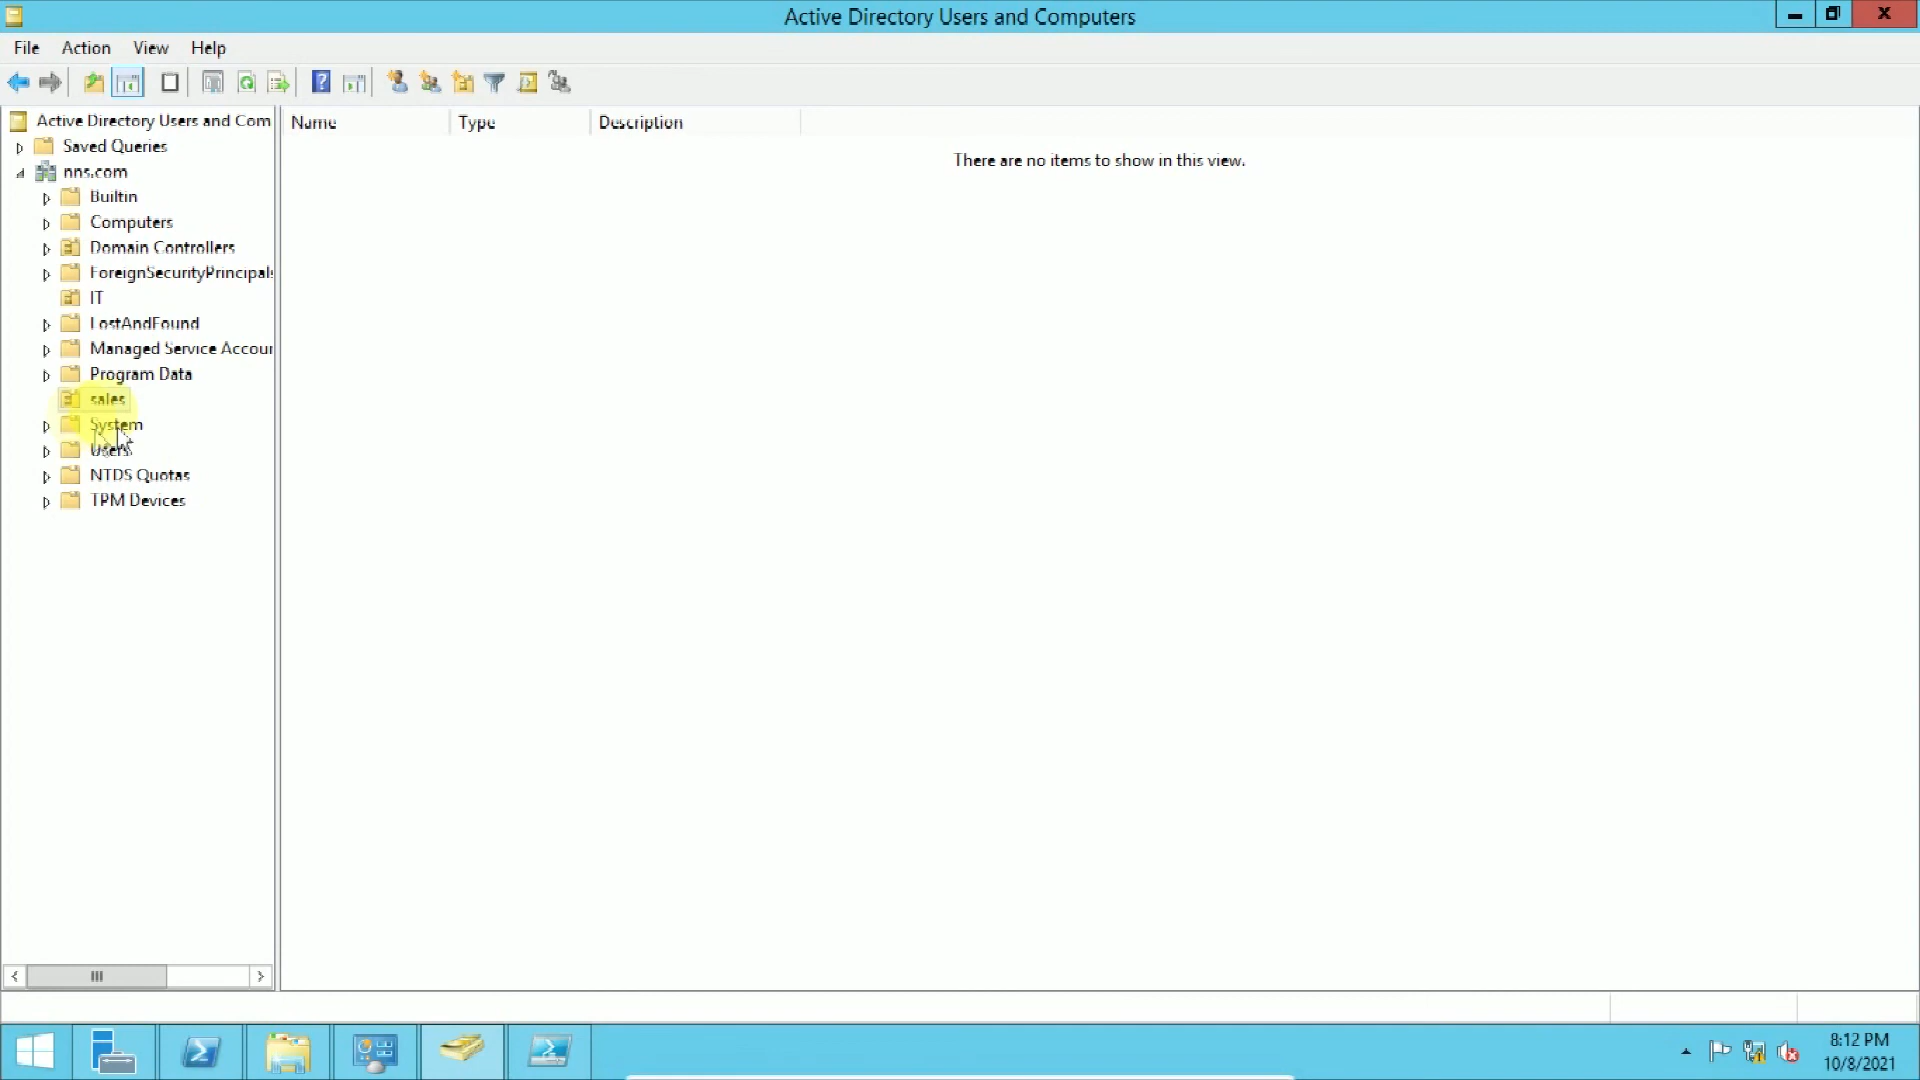 Active Directory Users and Computers
File Action View Help
Active Directory Users and Com
Name Type Description
Saved Queries
There are no items to show in this view.
nns.com
Builtin
Computers
Domain Controllers
ForeignSecurityPrincipals
IT
LostAndFound
Managed Service Accoun
Program Data
sales
System
Users
NTDS Quotas
TPM Devices
8:12 PM
10/8/2021